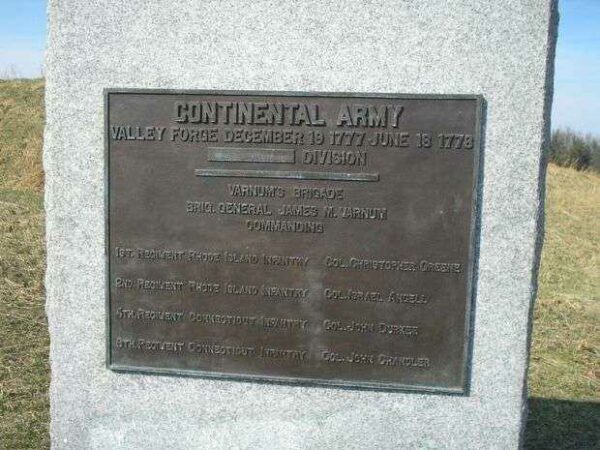 CONTINENTAL ARMY
VALLEY FORGE DECEMBER 19 1777 JUNE 18 1778
DIVISION
VARNUM'S BRIGADE
BRIG. GENERAL JAMES M. VARNUM
COMMANDING
1ST REGIMENT RHODE ISLAND INFANTRY COL. CHRISTOPHER GREENE
2ND REGIMENT RHODE ISLAND INFANTRY COL. ISRAEL ANGELL
4TH REGIMENT CONNECTICUT INFANTRY COL. JOHN DURKEE
8TH REGIMENT CONNECTICUT INFANTRY COL. JOHN CHANDLER